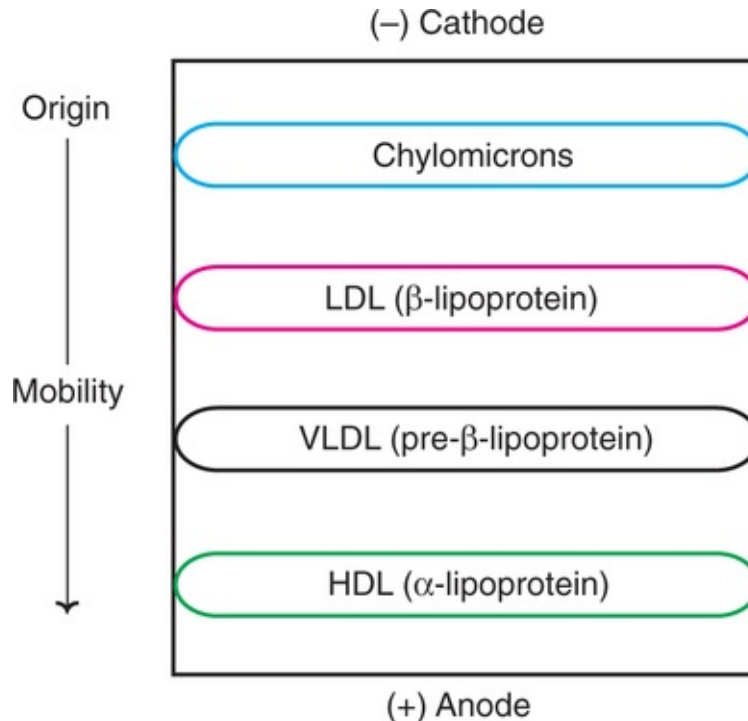 (–) Cathode
Origin
Chylomicrons
LDL (β-lipoprotein)
Mobility
VLDL (pre-β-lipoprotein)
HDL (α-lipoprotein)
(+) Anode